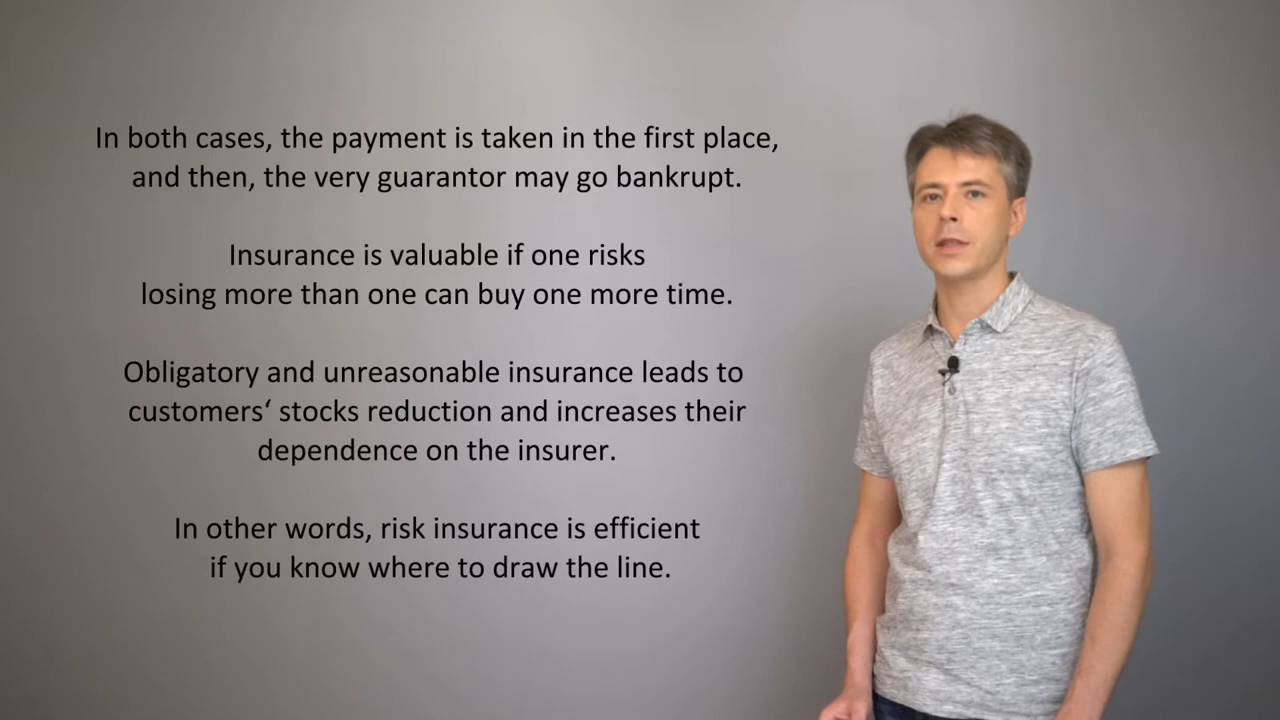 In both cases, the payment is taken in the first place,
and then, the very guarantor may go bankrupt.
Insurance is valuable if one risks
losing more than one can buy one more time.
Obligatory and unreasonable insurance leads to
customers‘ stocks reduction and increases their
dependence on the insurer.
In other words, risk insurance is efficient
if you know where to draw the line.